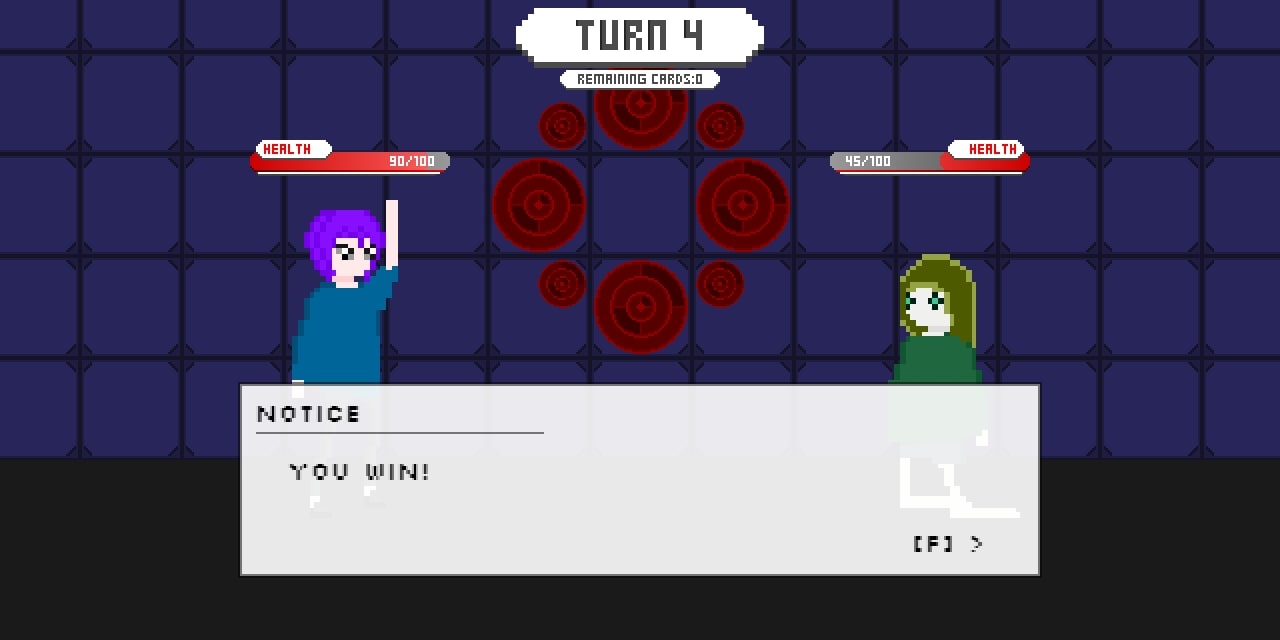 TURN 4
REMAINING CARDS:0
HEALTH
90/100
HEALTH
45/100
NOTICE
YOU WIN!
[F] >